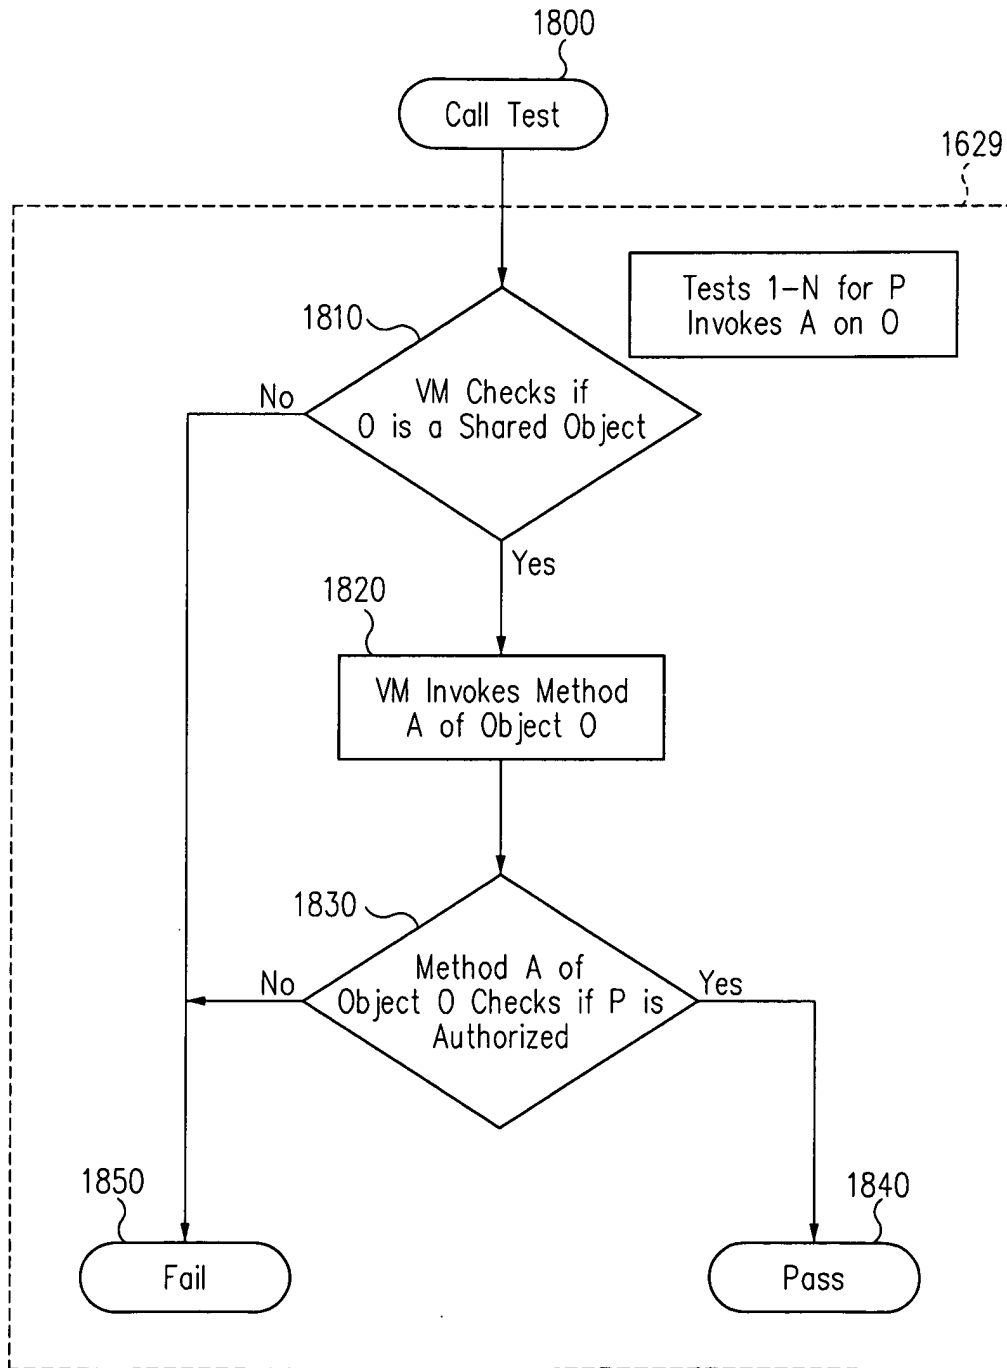 1800
Call Test
1629
Tests 1-N for P
Invokes A on O
1810
No
VM Checks if
O is a Shared Object
Yes
1820
VM Invokes Method
A of Object O
1830
No
Method A of
Object O Checks if P is
Authorized
Yes
1850
Fail
1840
Pass